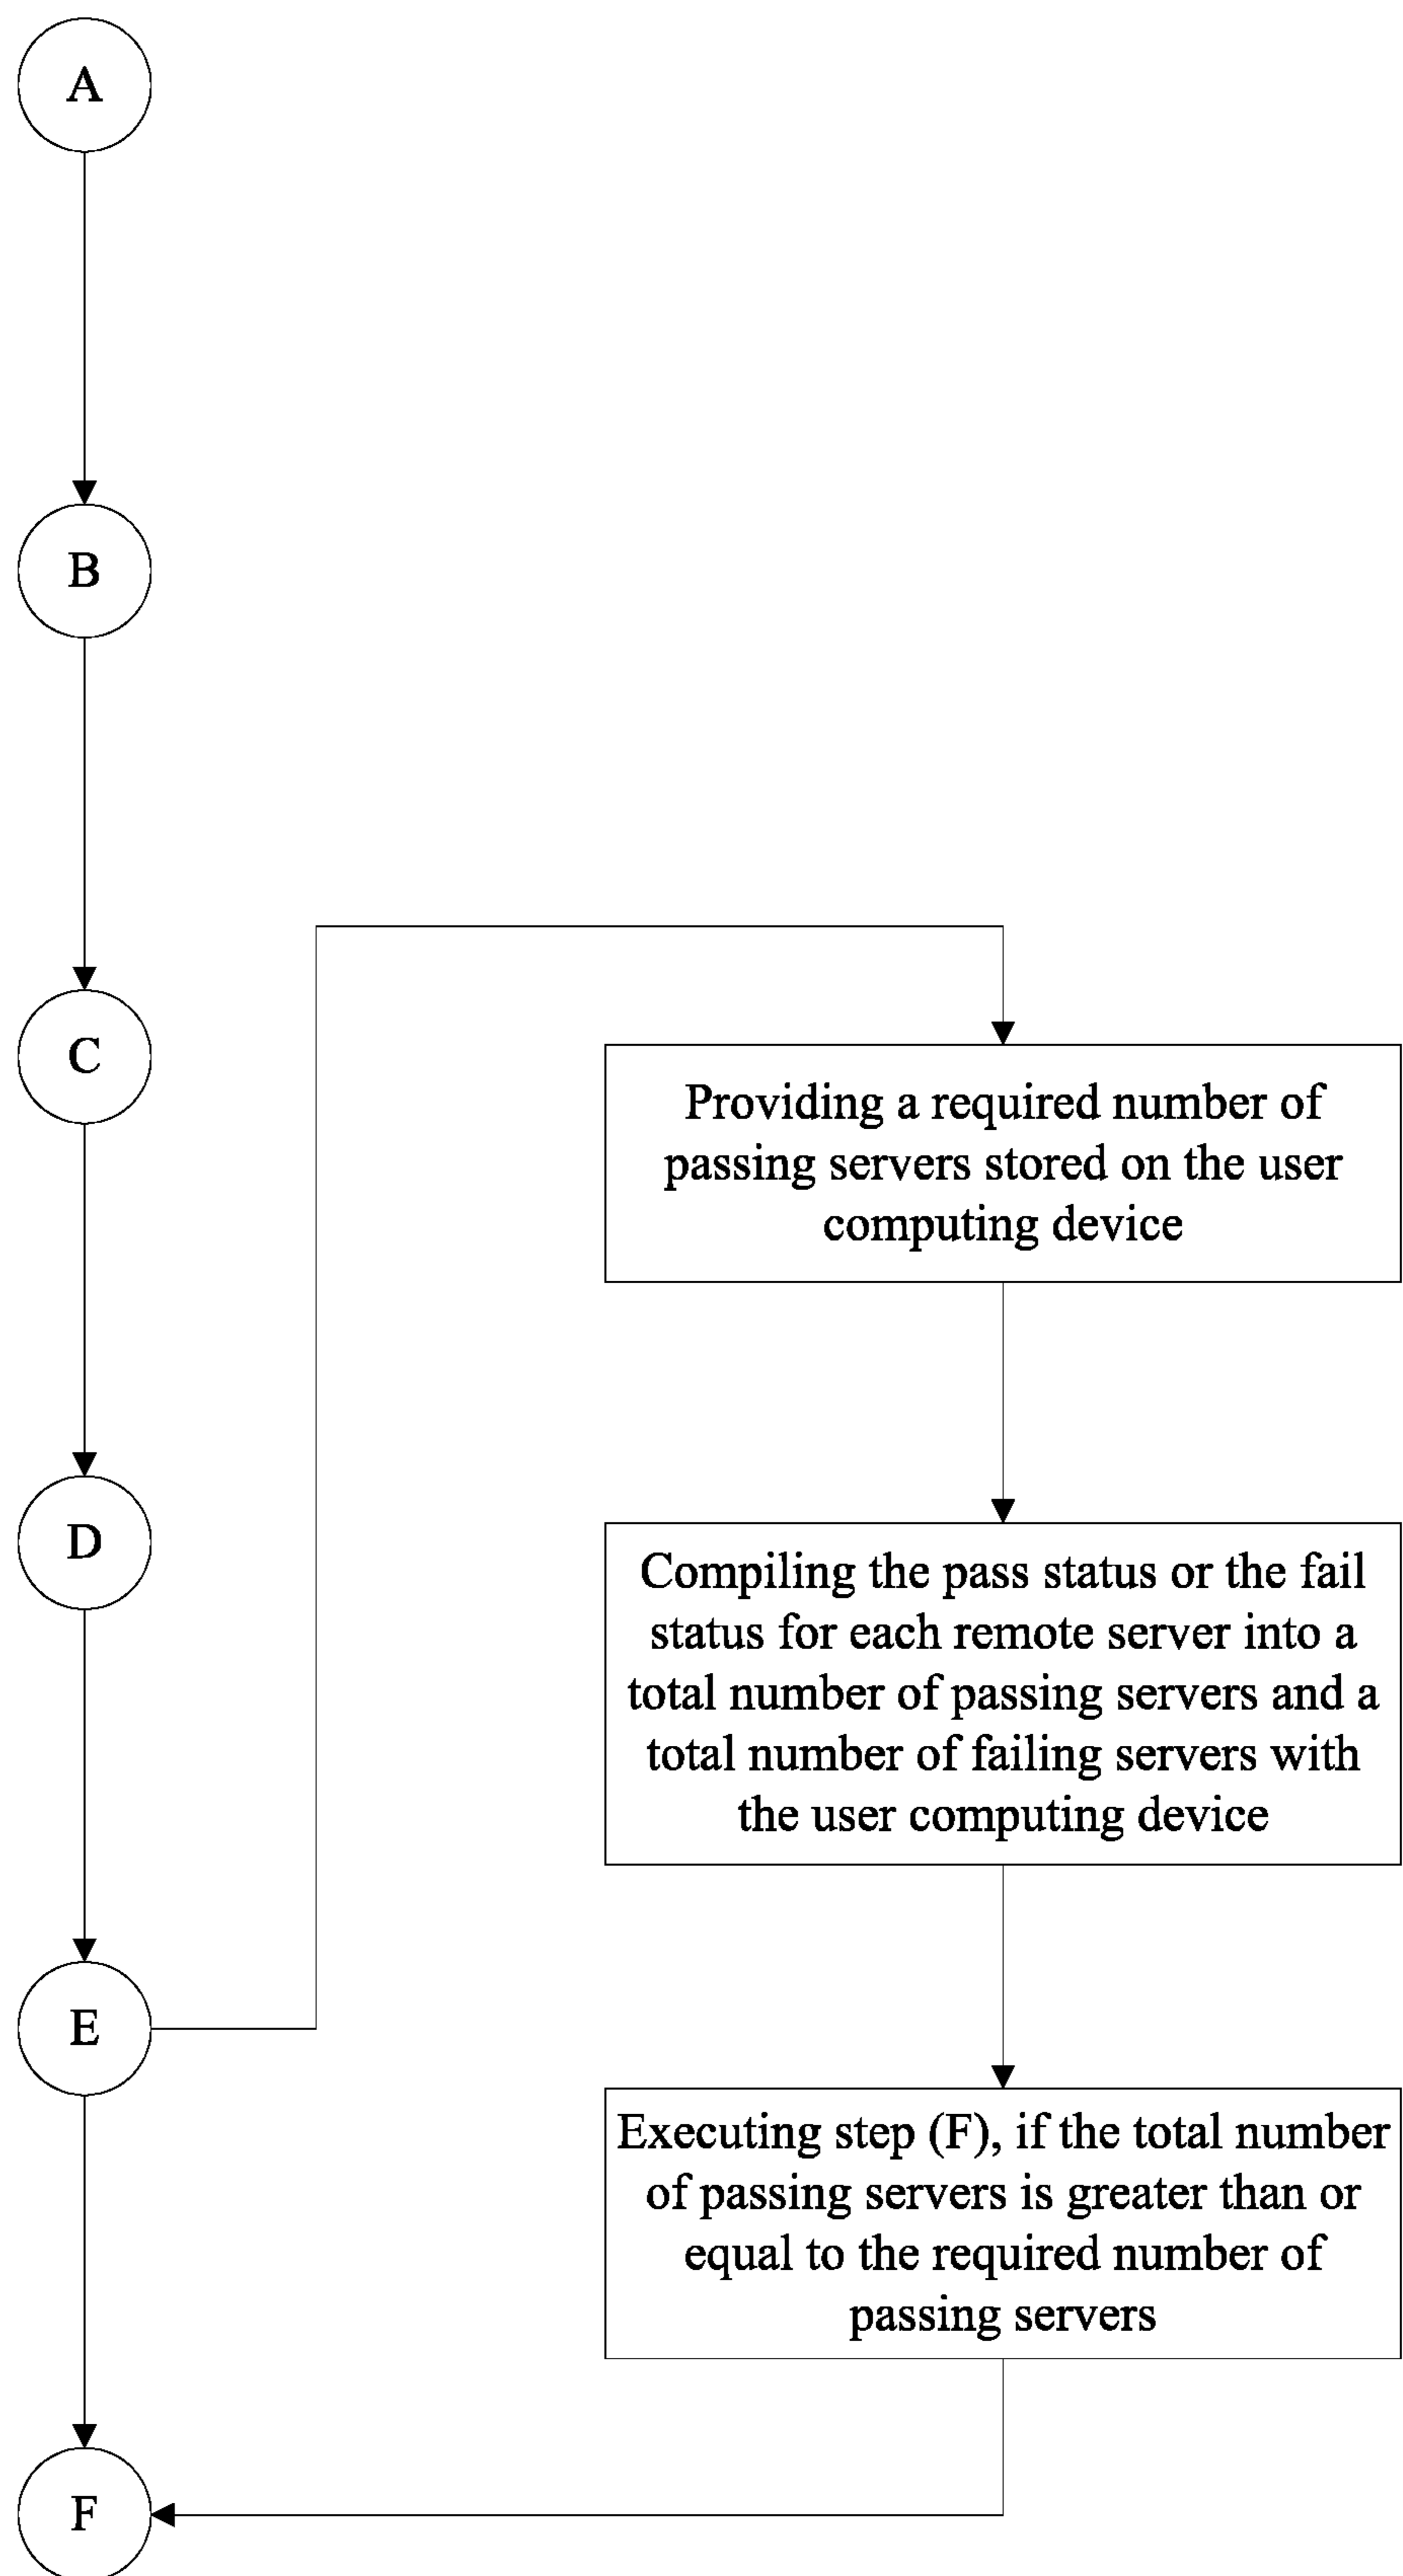 A
B
C
Providing a required number of
passing servers stored on the user
computing device
D
Compiling the pass status or the fail
status for each remote server into a
total number of passing servers and a
total number of failing servers with
the user computing device
E
Executing step (F), if the total number
of passing servers is greater than or
equal to the required number of
passing servers
F